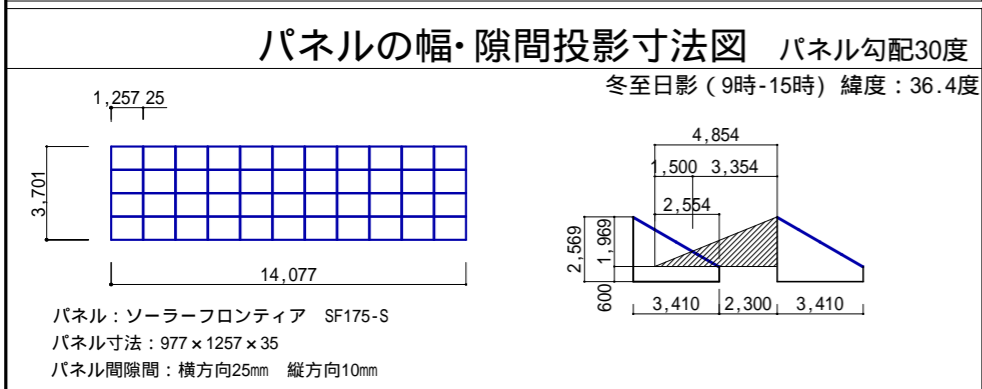 パネルの幅・隙間投影寸法図 パネル勾配30度
冬至日影（9時-15時) 緯度：36.4度
1,257 25
3,701
14,077
4,854
1,500 3,354
2,554
2,569
1,969
600
3,410 2,300 3,410
パネル：ソーラーフロンティア SF175-S
パネル寸法：977×1257×35
パネル間隙間：横方向25mm 縦方向10mm